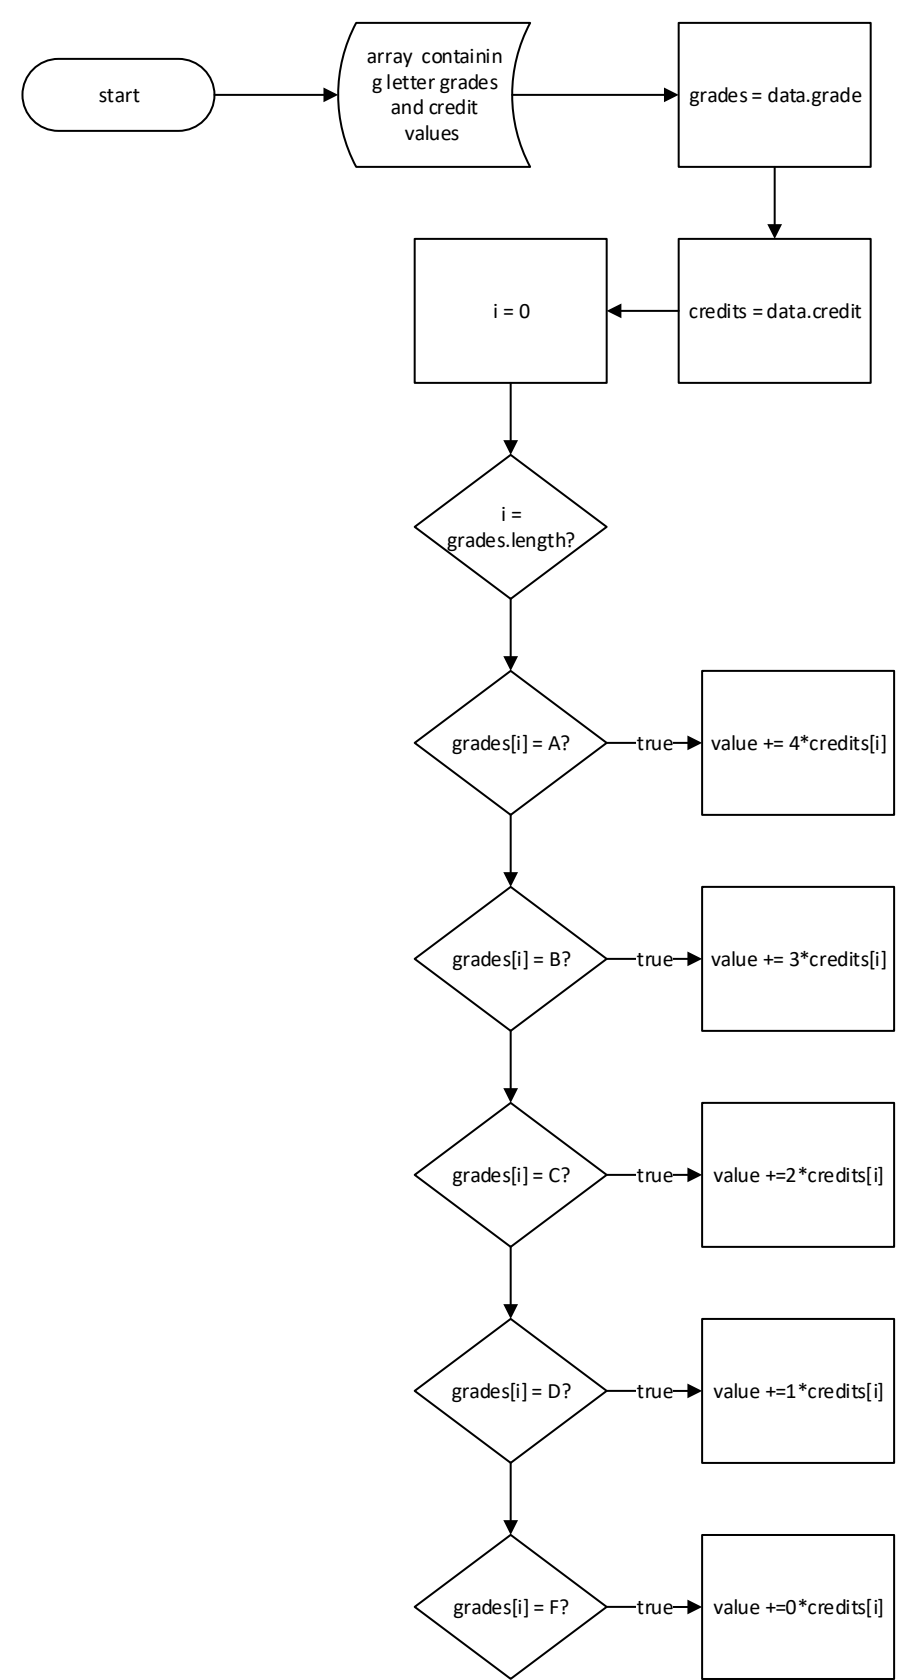 start
array containin
g letter grades
and credit
values
grades = data.grade
credits = data.credit
i = 0
i =
grades.length?
grades[i] = A?
true
value += 4*credits[i]
grades[i] = B?
true
value += 3*credits[i]
grades[i] = C?
true
value +=2*credits[i]
grades[i] = D?
true
value +=1*credits[i]
grades[i] = F?
true
value +=0*credits[i]